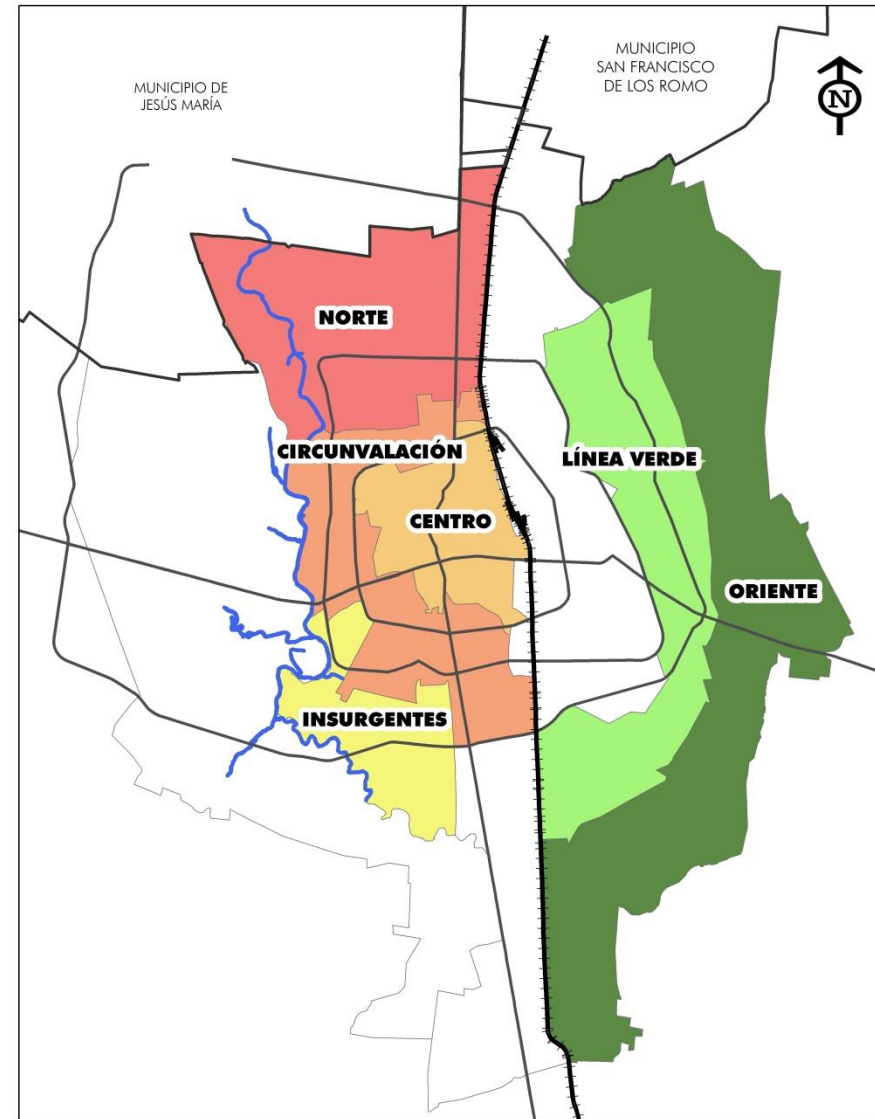 MUNICIPIO
SAN FRANCISCO
DE LOS ROMO
MUNICIPIO DE
JESÚS MARÍA
N
NORTE
CIRCUNVALACIÓN
LÍNEA VERDE
CENTRO
ORIENTE
INSURGENTES